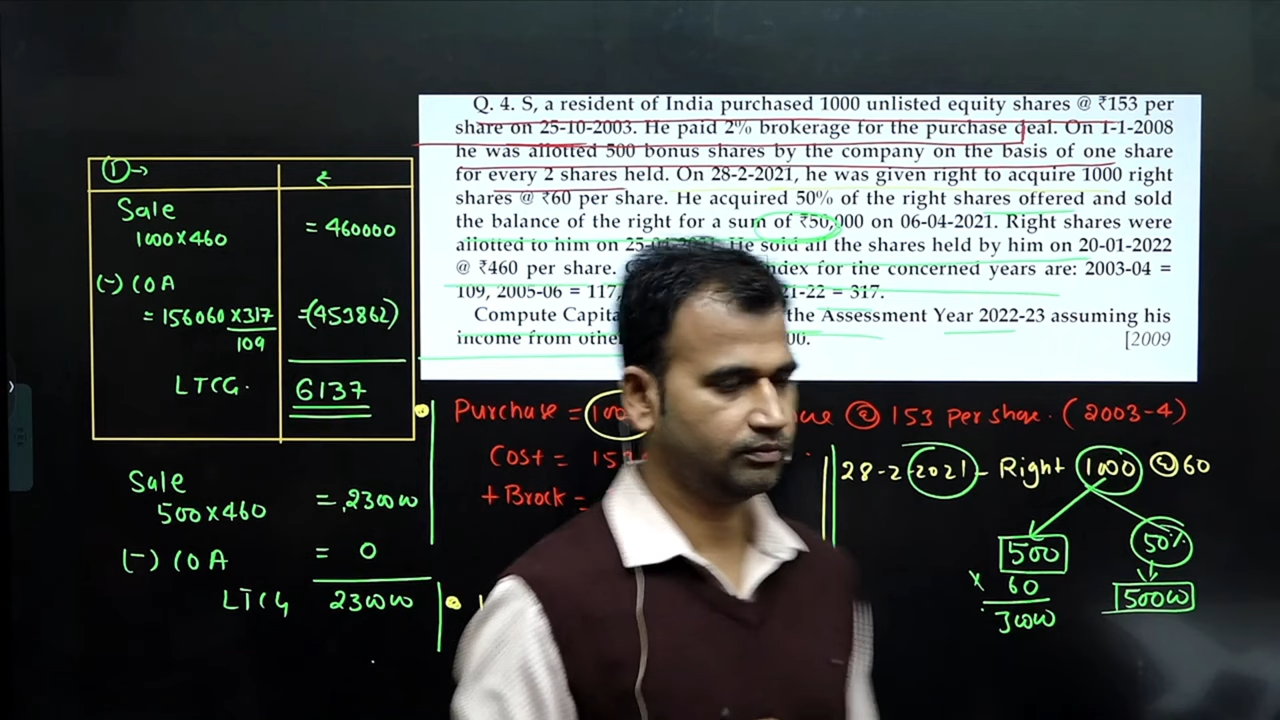 Q. 4. S, a resident of India purchased 1000 unlisted equity shares @ ₹153 per
share on 25-10-2003. He paid 2% brokerage for the purchase deal. On 1-1-2008
he was allotted 500 bonus shares by the company on the basis of one share
for every 2 shares held. On 28-2-2021, he was given right to acquire 1000 right
shares @ ₹60 per share. He acquired 50% of the right shares offered and sold
the balance of the right for a sum of ₹50,000 on 06-04-2021. Right shares were
allotted to him on He sold all the shares held by him on 20-01-2022
@ ₹460 per share. for the concerned years are: 2003-04 =
109, 2005-06 = 117, = 317.
Compute the Assessment Year 2022-23 assuming his
income from [2009
① → ₹
Sale
1000 x 460 = 460000
(-) COA
= 156060 x 317 = (453862)
109
LTCG. 6137
Sale
500 x 460 = 230000
(-) COA = 0
LTCG 230000
Purchase = @ 153 per share. (2003-4)
Cost =
+ Brock =
28-2-2021 - Right 1000 @ 60
500 50%
x 60 50000
30000